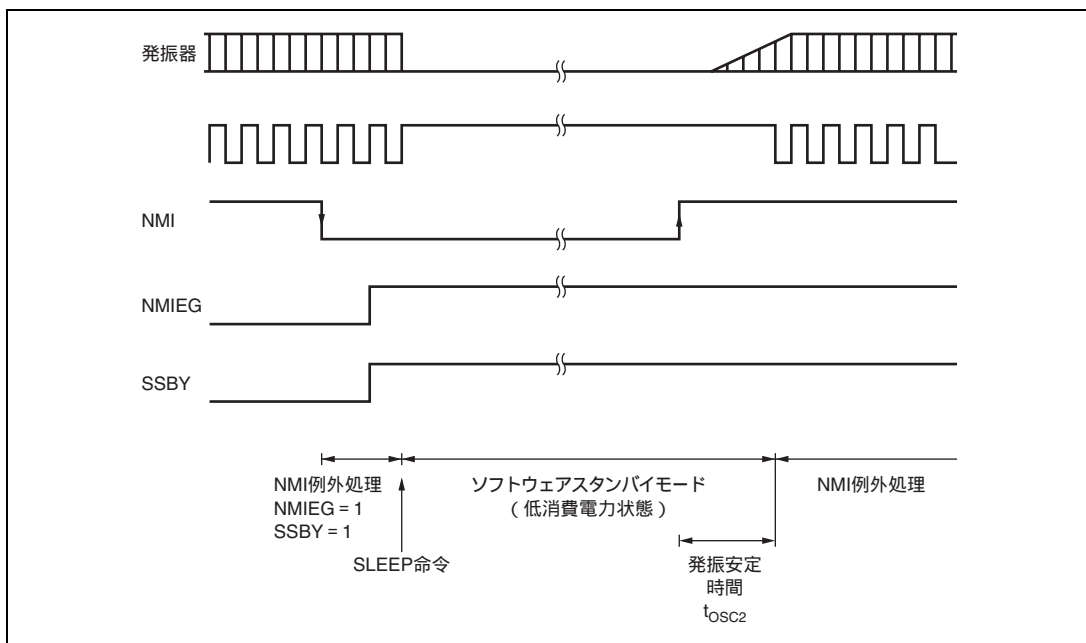 発振器
NMI
NMIEG
SSBY
NMI例外処理
NMIEG = 1
SSBY = 1
SLEEP命令
ソフトウェアスタンバイモード
(低消費電力状態)
発振安定
時間
tOSC2
NMI例外処理